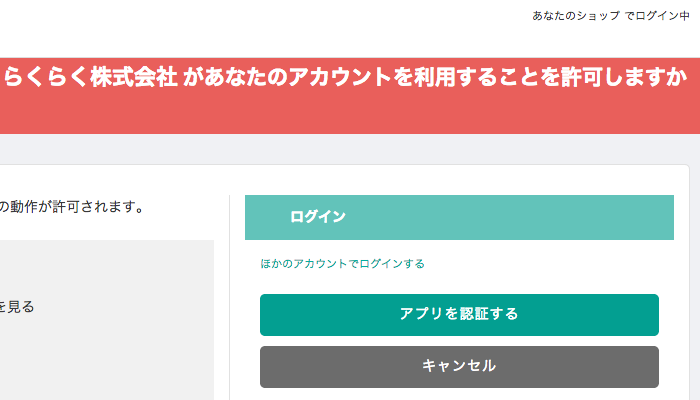 あなたのショップ でログイン中
らくらく株式会社 があなたのアカウントを利用することを許可しますか
の動作が許可されます。
ログイン
ほかのアカウントでログインする
を見る
アプリを認証する
キャンセル